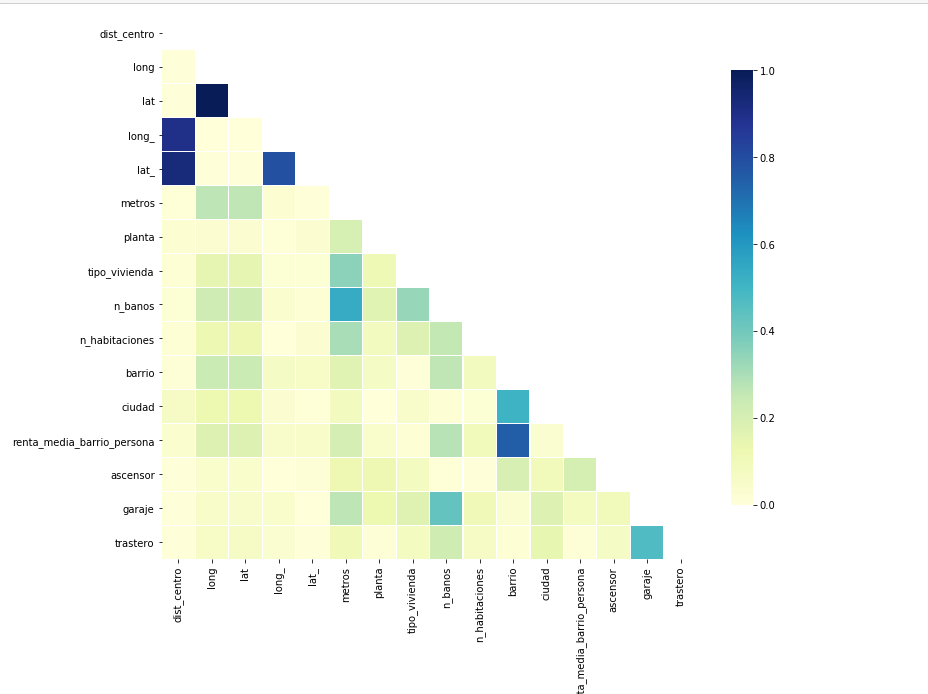 dist_centro
long
lat
long_
lat_
metros
planta
tipo_vivienda
n_banos
n_habitaciones
barrio
ciudad
renta_media_barrio_persona
ascensor
garaje
trastero
1.0
0.8
0.6
0.4
0.2
0.0
dist_centro
long
lat
long_
lat_
metros
planta
tipo_vivienda
n_banos
n_habitaciones
barrio
ciudad
ta_media_barrio_persona
ascensor
garaje
trastero